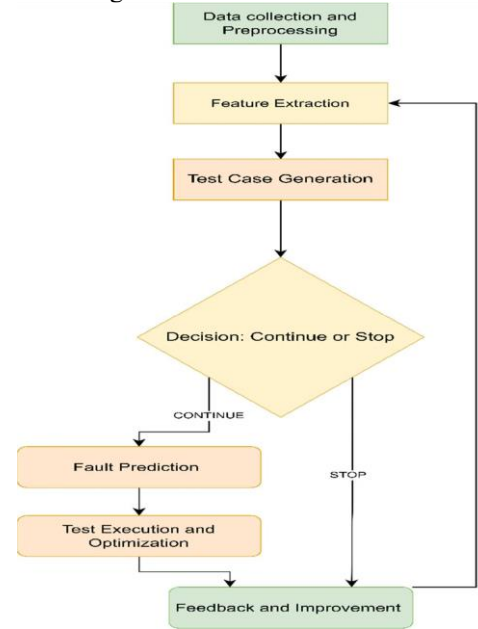 Data collection and
Preprocessing
Feature Extraction
Test Case Generation
Decision: Continue or Stop
CONTINUE
Fault Prediction
STOP
Test Execution and
Optimization
Feedback and Improvement